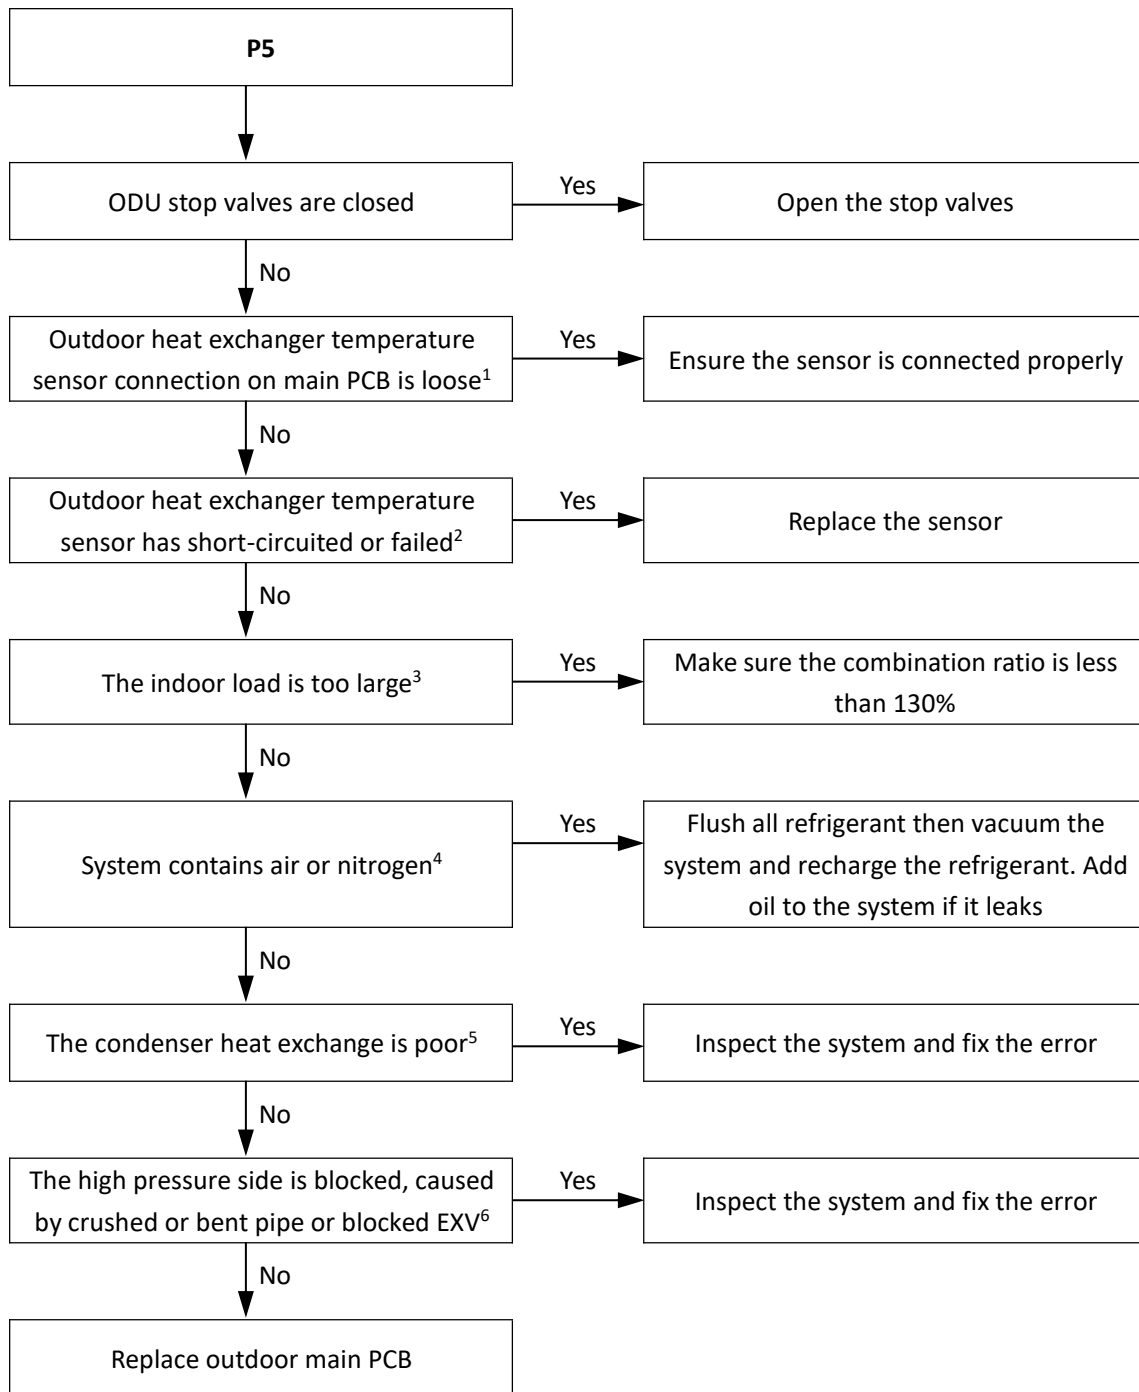 P5
ODU stop valves are closed
Yes
Open the stop valves
No
Outdoor heat exchanger temperature
sensor connection on main PCB is loose1
Yes
Ensure the sensor is connected properly
No
Outdoor heat exchanger temperature
sensor has short-circuited or failed2
Yes
Replace the sensor
No
The indoor load is too large3
Yes
Make sure the combination ratio is less
than 130%
No
System contains air or nitrogen4
Yes
Flush all refrigerant then vacuum the
system and recharge the refrigerant. Add
oil to the system if it leaks
No
The condenser heat exchange is poor5
Yes
Inspect the system and fix the error
No
The high pressure side is blocked, caused
by crushed or bent pipe or blocked EXV6
Yes
Inspect the system and fix the error
No
Replace outdoor main PCB